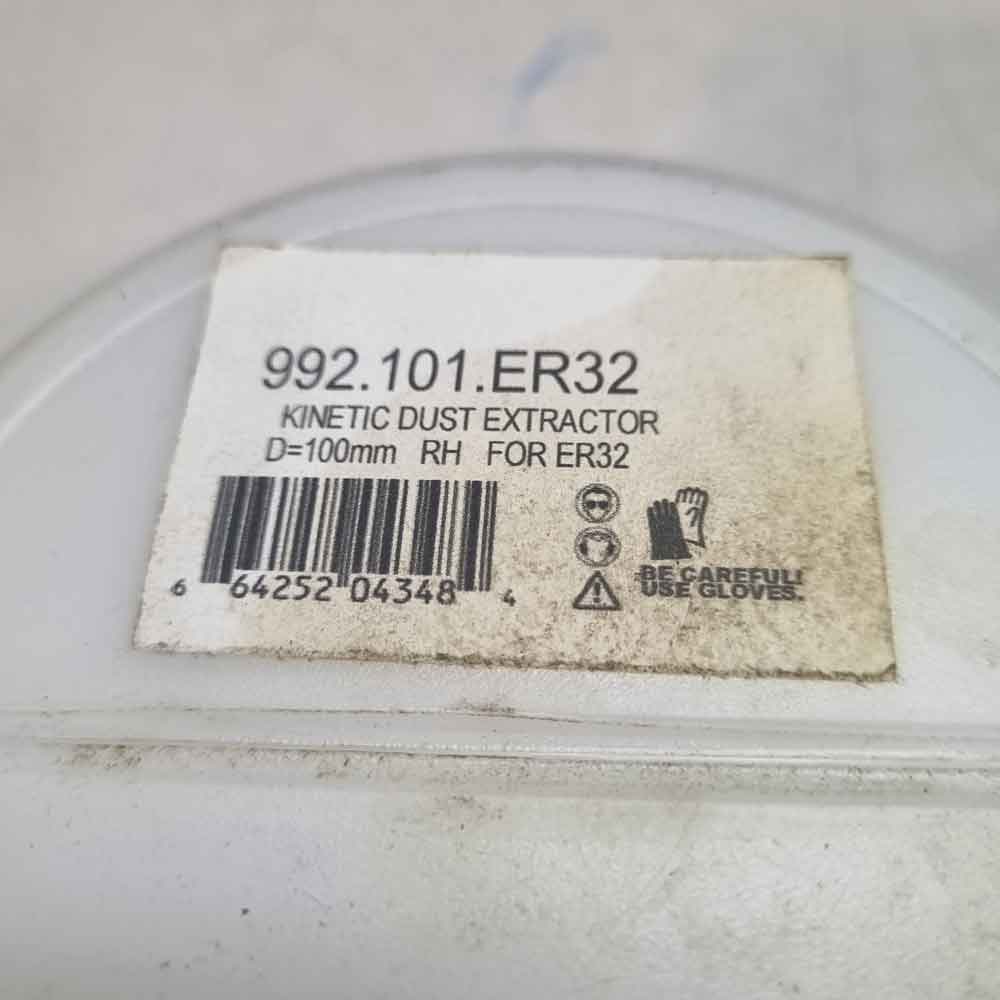 992.101.ER32
KINETIC DUST EXTRACTOR
D=100mm RH FOR ER32
6 64252 04348 4
BE CAREFUL!
USE GLOVES.